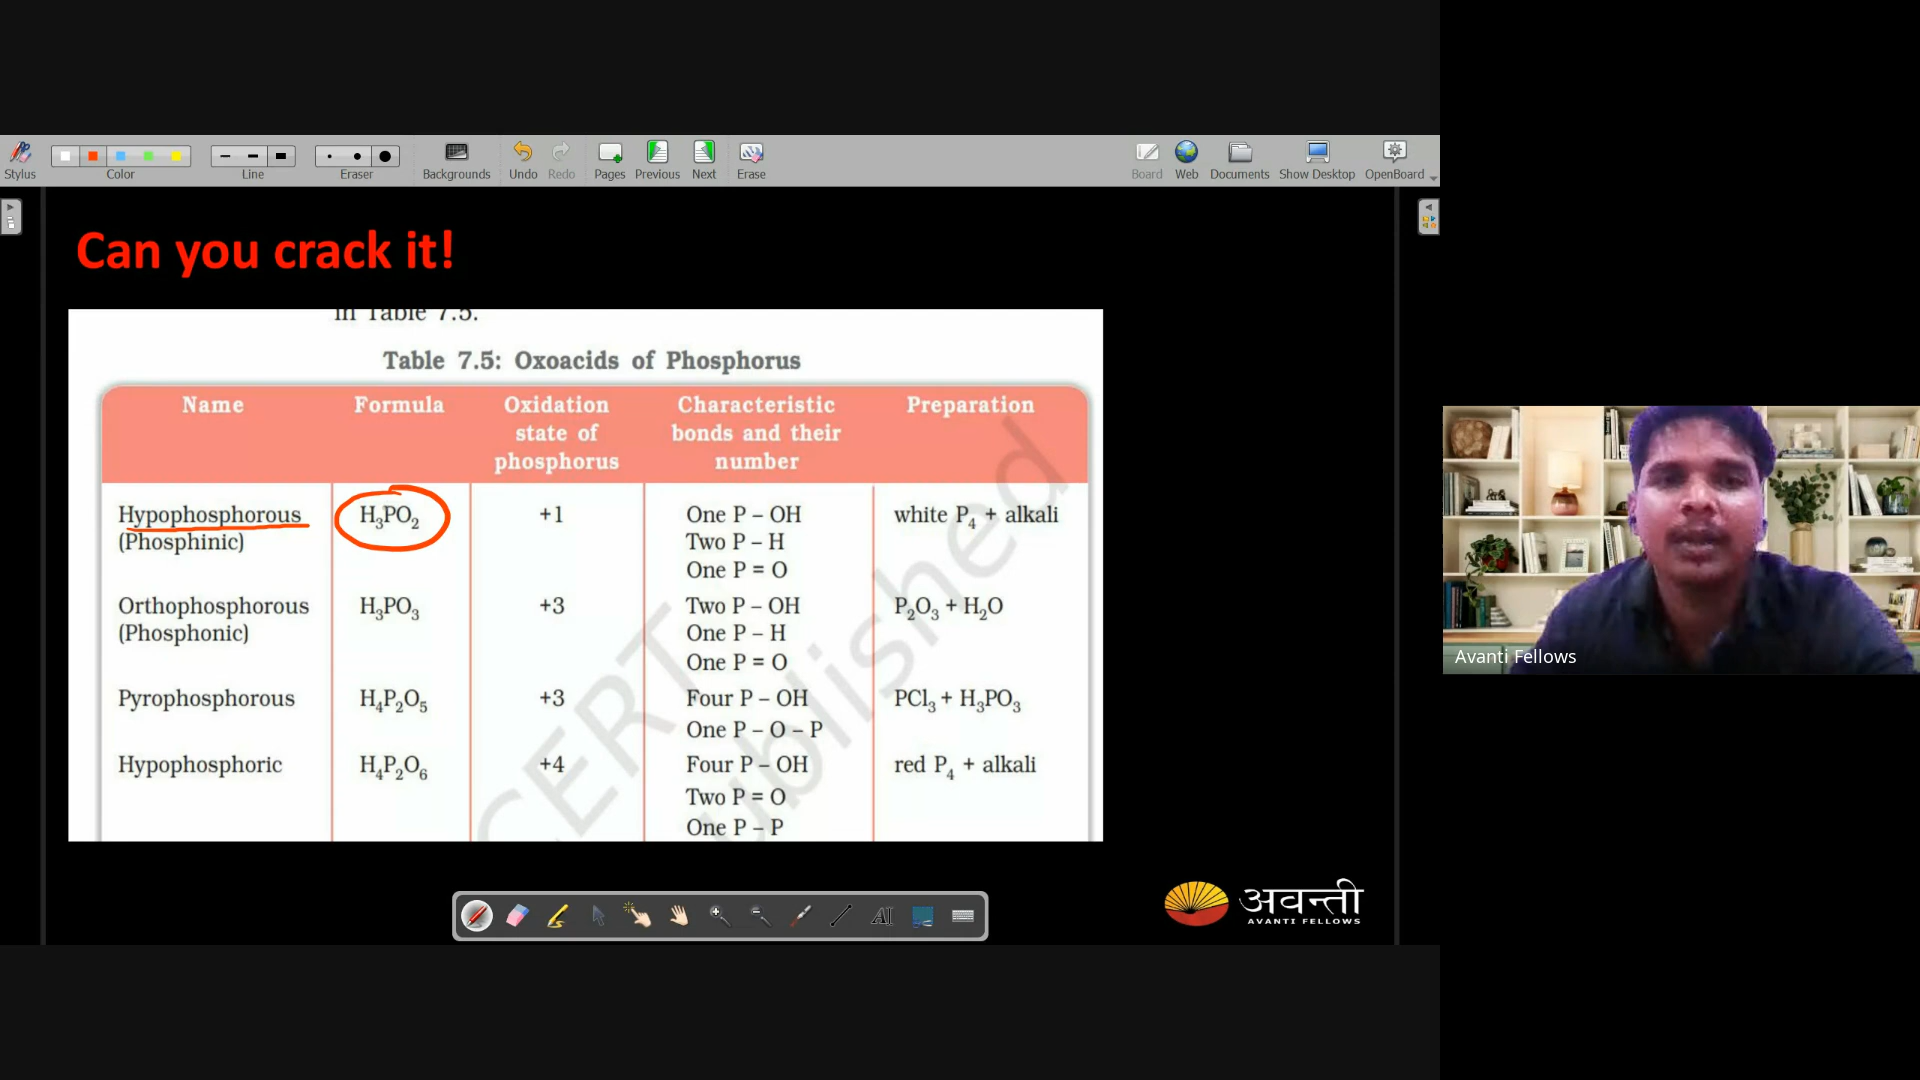 Stylus
Color
Line
Eraser
Backgrounds
Undo
Redo
Pages
Previous
Next
Erase
Board
Web
Documents
Show Desktop
OpenBoard
Can you crack it!
in Table 7.5.
Table 7.5: Oxoacids of Phosphorus
Name Formula Oxidation state of phosphorus Characteristic bonds and their number Preparation
Hypophosphorous H₃PO₂ +1 One P – OH white P₄ + alkali
(Phosphinic) Two P – H
One P = O
Orthophosphorous H₃PO₃ +3 Two P – OH P₂O₃ + H₂O
(Phosphonic) One P – H
One P = O
Pyrophosphorous H₄P₂O₅ +3 Four P – OH PCl₃ + H₃PO₃
One P – O – P
Hypophosphoric H₄P₂O₆ +4 Four P – OH red P₄ + alkali
Two P = O
One P – P
अवन्ती
AVANTI FELLOWS
Avanti Fellows